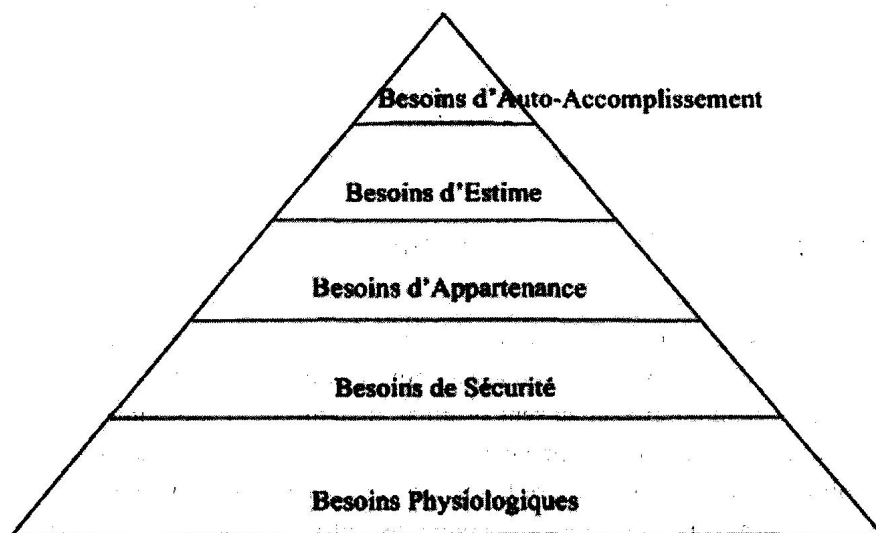 Besoins d'Auto-Accomplissement
Besoins d'Estime
Besoins d'Appartenance
Besoins de Sécurité
Besoins Physiologiques